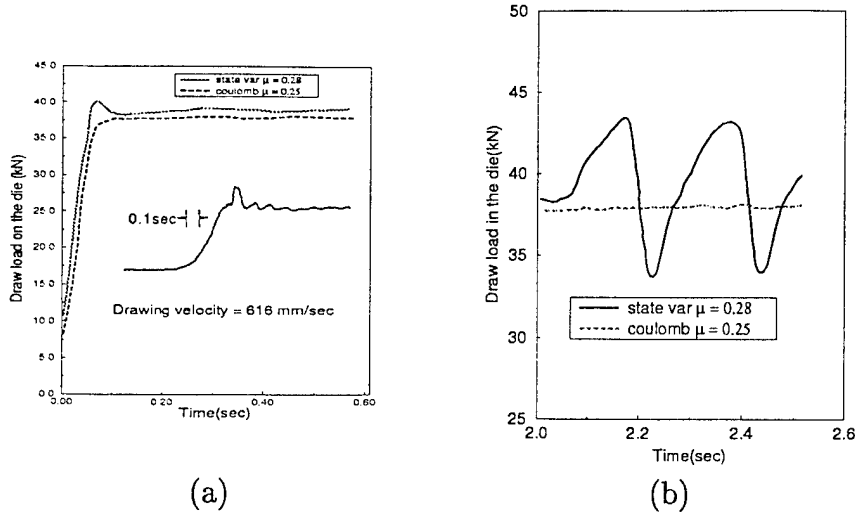 45.0
40.0
35.0
30.0
25.0
20.0
15.0
10.0
5.0
0.0
Draw load on the die (kN)
state var μ = 0.28
coulomb μ = 0.25
0.1sec
Drawing velocity = 616 mm/sec
0.00
0.20
0.40
0.60
Time(sec)
(a)
50
45
40
35
30
25
Draw load in the die(kN)
state var μ = 0.28
coulomb μ = 0.25
2.0
2.2
2.4
2.6
Time(sec)
(b)